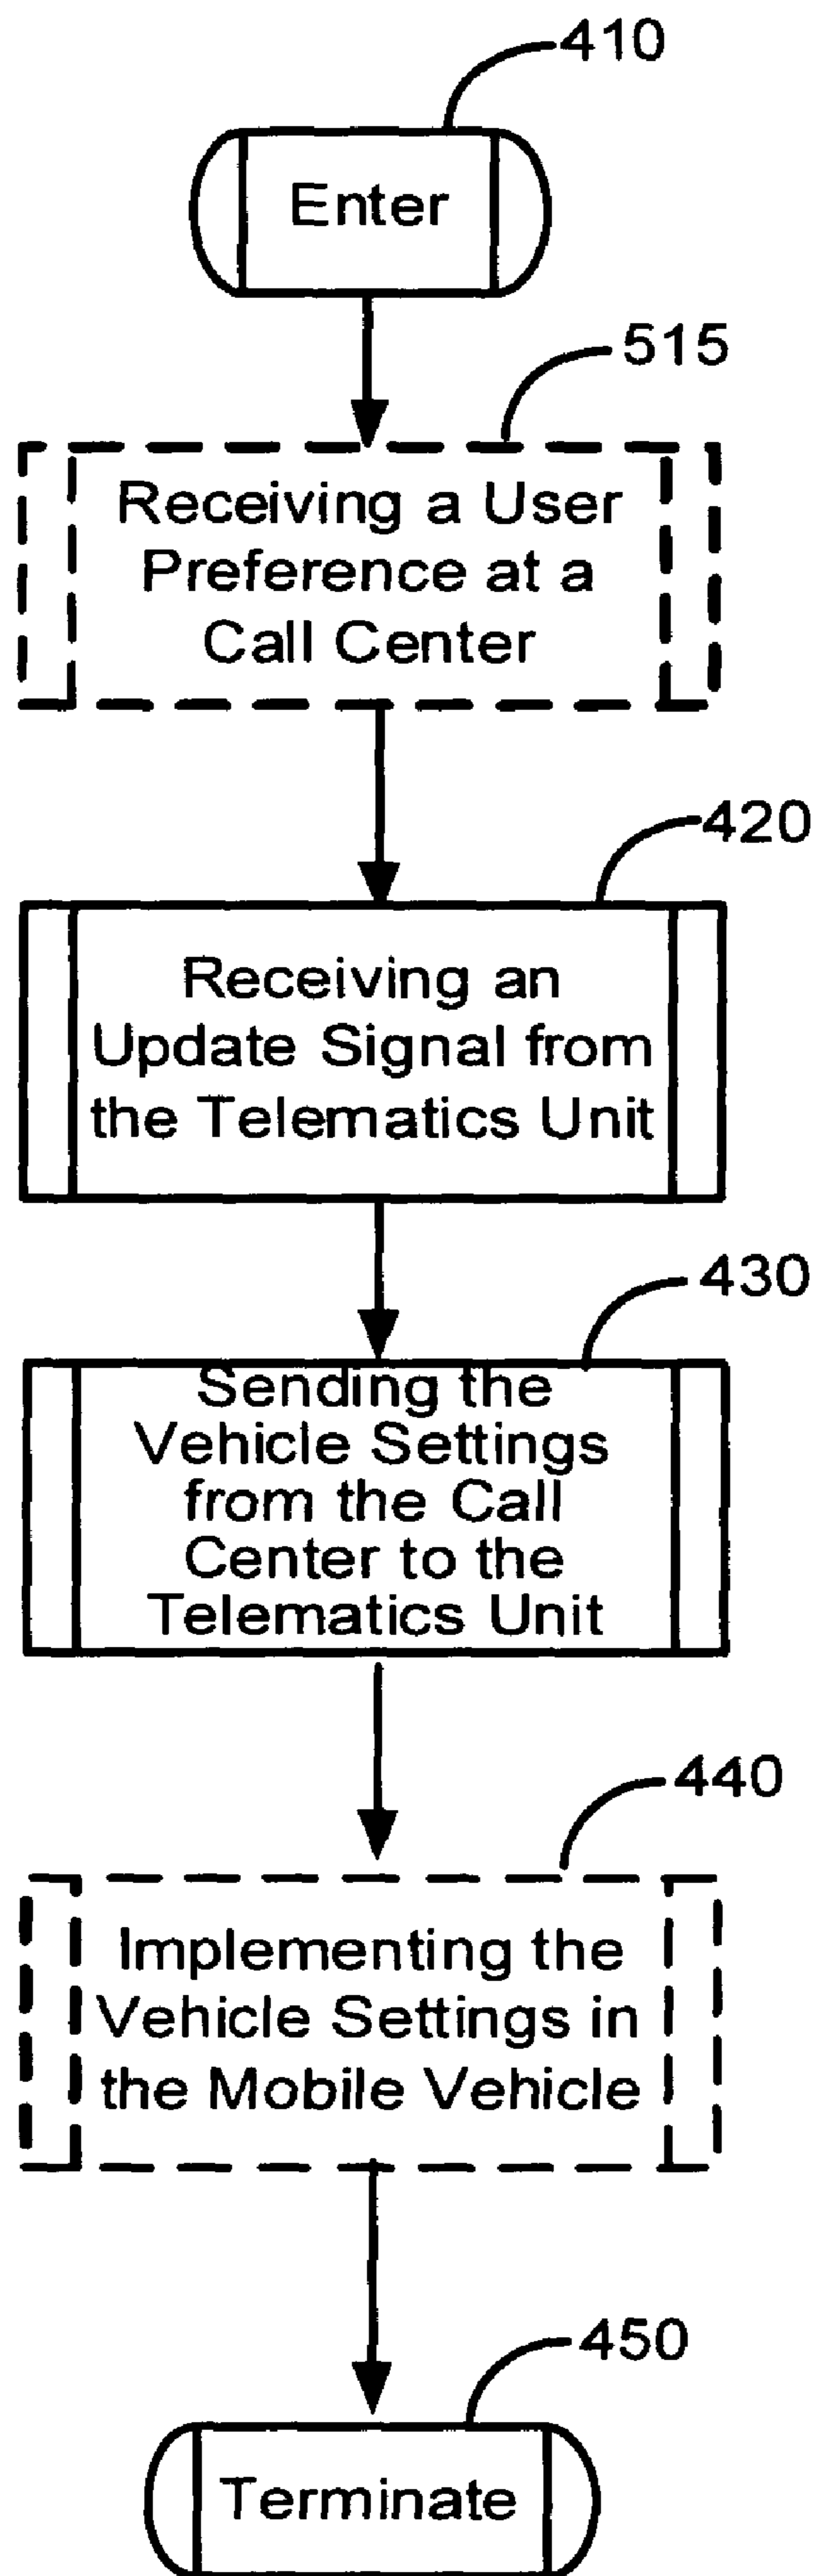 410
Enter
515
Receiving a User
Preference at a
Call Center
420
Receiving an
Update Signal from
the Telematics Unit
430
Sending the
Vehicle Settings
from the Call
Center to the
Telematics Unit
440
Implementing the
Vehicle Settings in
the Mobile Vehicle
450
Terminate